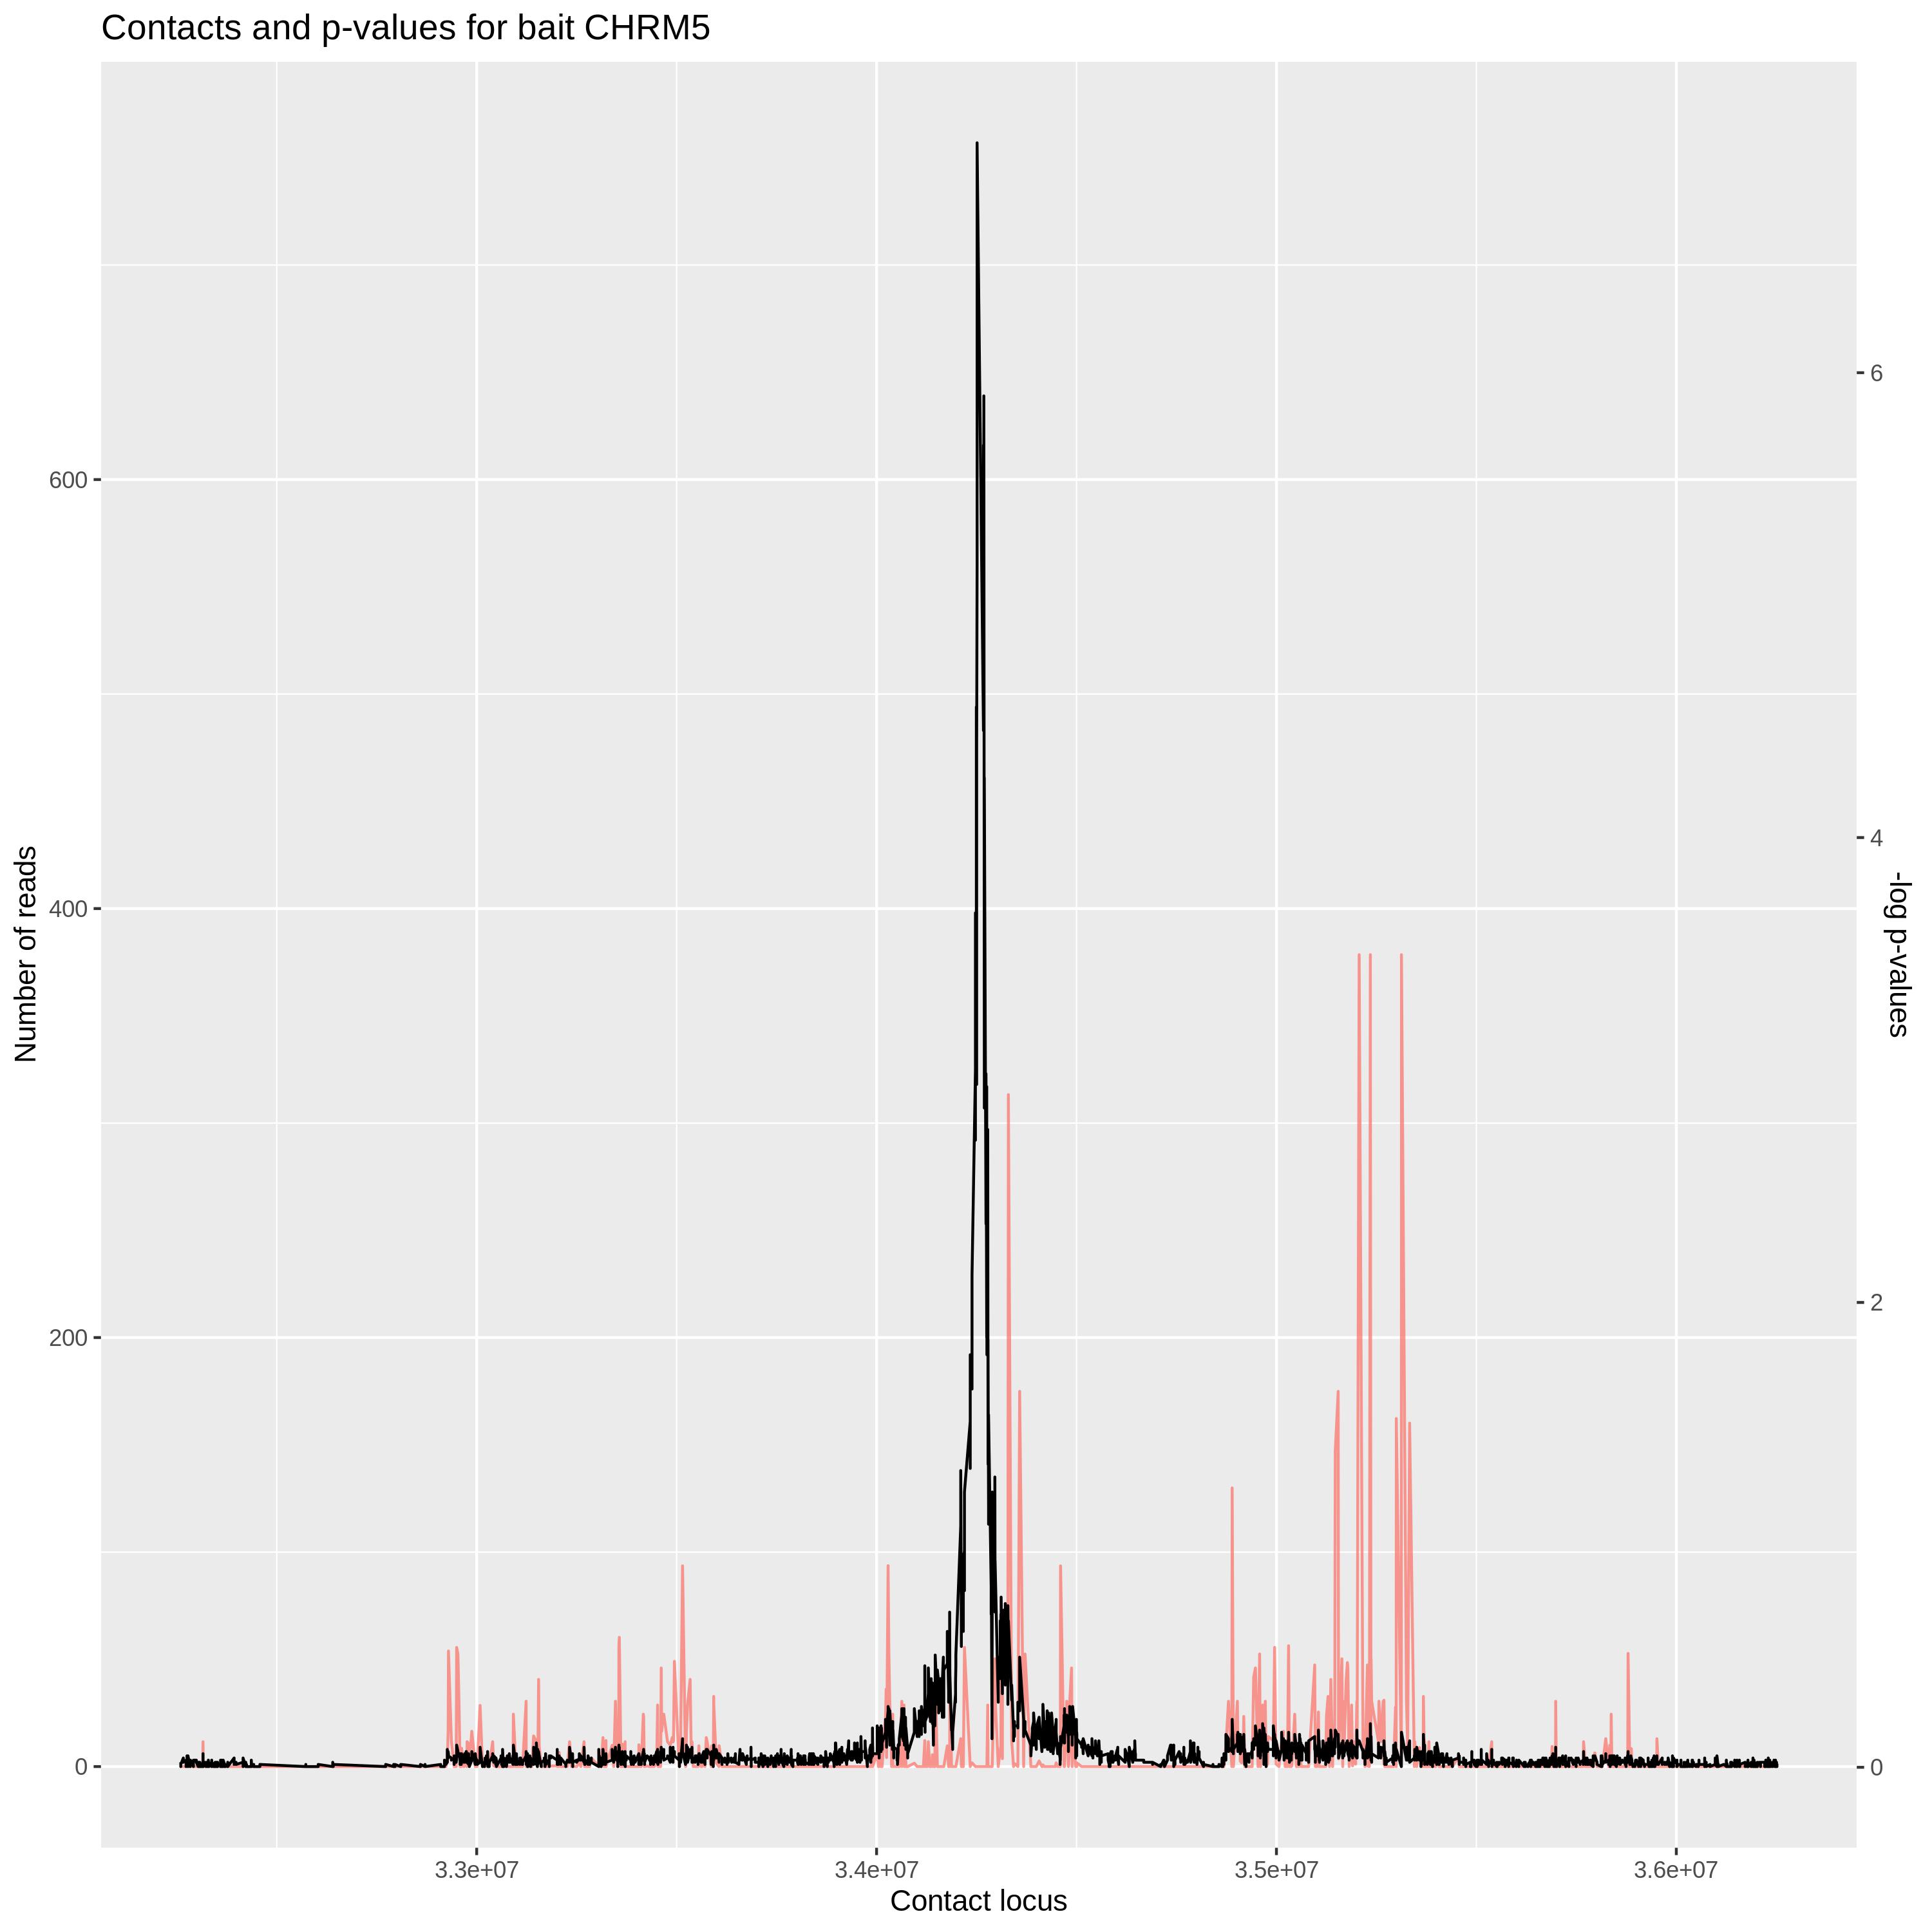 Contacts and p-values for bait CHRM5
Number of reads
600
400
200
0
6
4
2
0
-log p-values
3.3e+07 3.4e+07 3.5e+07 3.6e+07
Contact locus